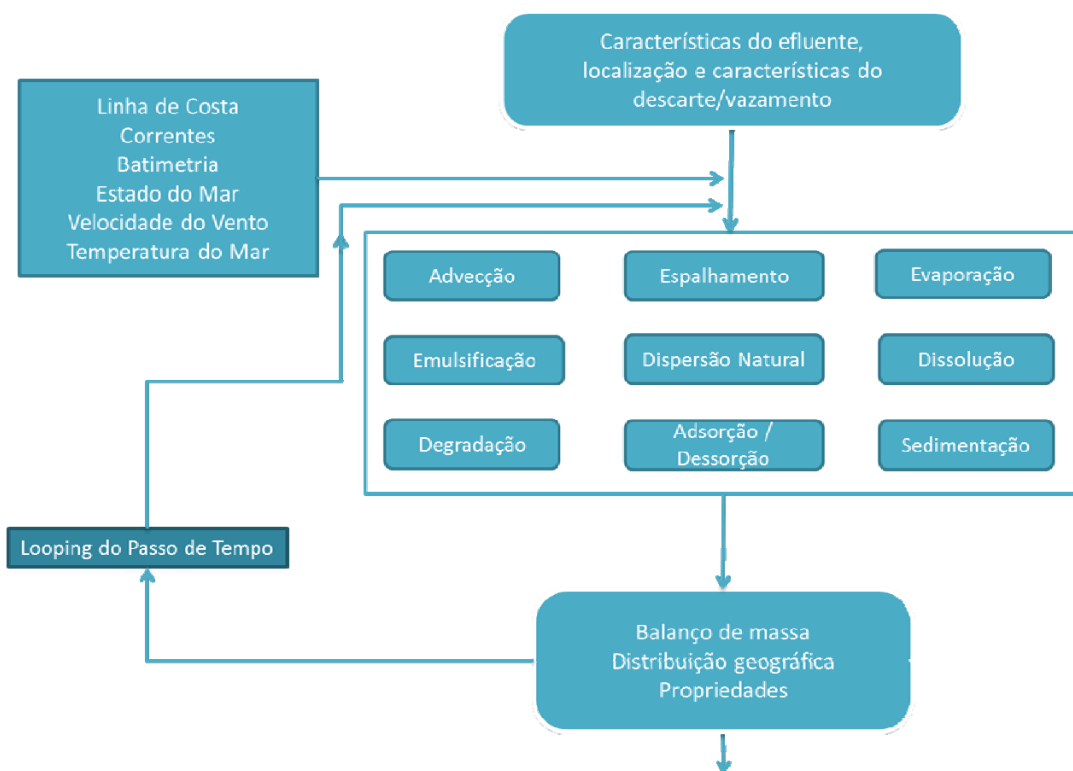 Características do efluente,
localização e características do
descarte/vazamento
Linha de Costa
Correntes
Batimetria
Estado do Mar
Velocidade do Vento
Temperatura do Mar
Advecção
Espalhamento
Evaporação
Emulsificação
Dispersão Natural
Dissolução
Degradação
Adsorção /
Dessorção
Sedimentação
Looping do Passo de Tempo
Balanço de massa
Distribuição geográfica
Propriedades